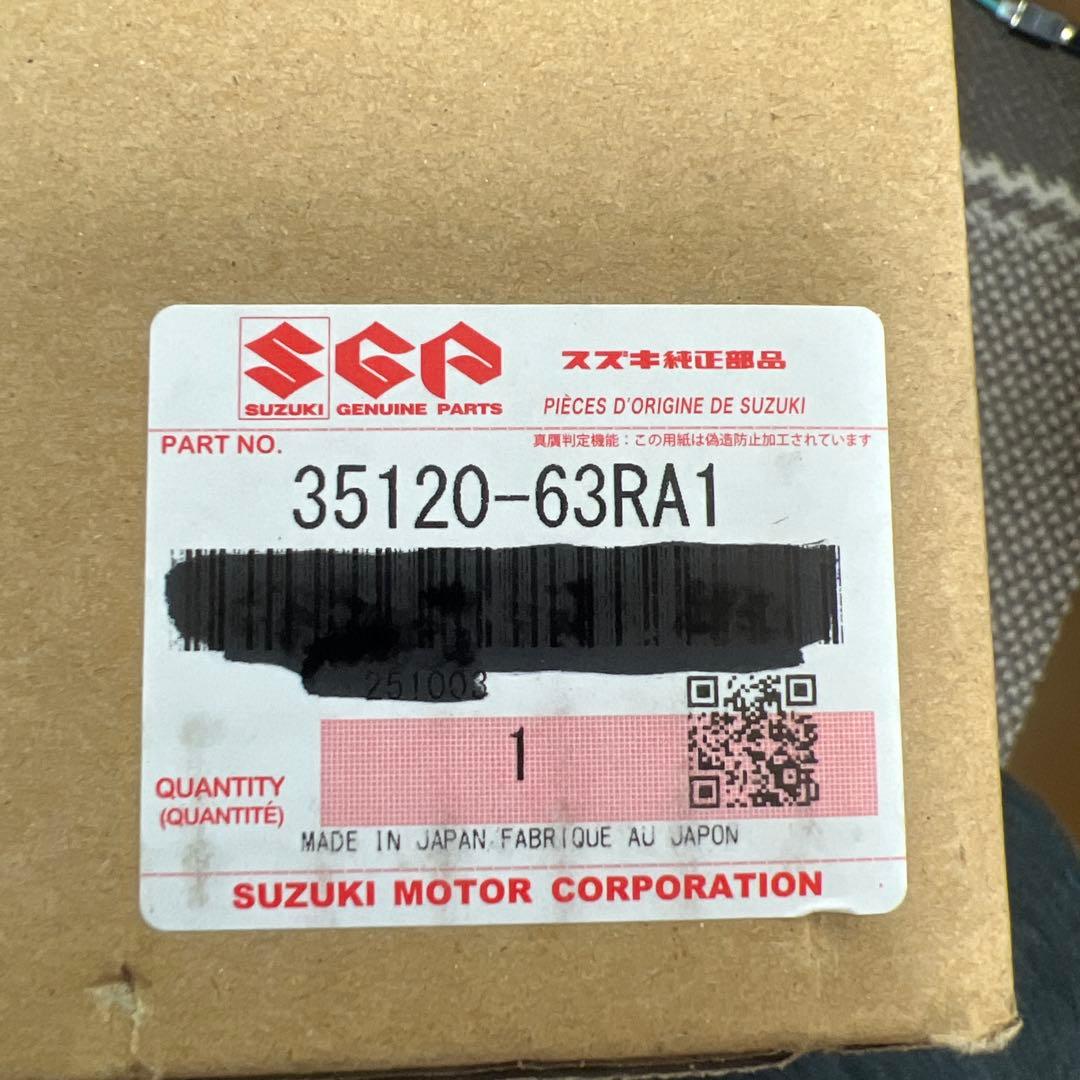 SGP
スズキ純正部品
SUZUKI GENUINE PARTS
PIÈCES D'ORIGINE DE SUZUKI
PART NO.
真贋判定機能：この用紙は偽造防止加工されています
35120-63RA1
251003
1
QUANTITY
(QUANTITÉ)
MADE IN JAPAN/FABRIQUE AU JAPON
SUZUKI MOTOR CORPORATION